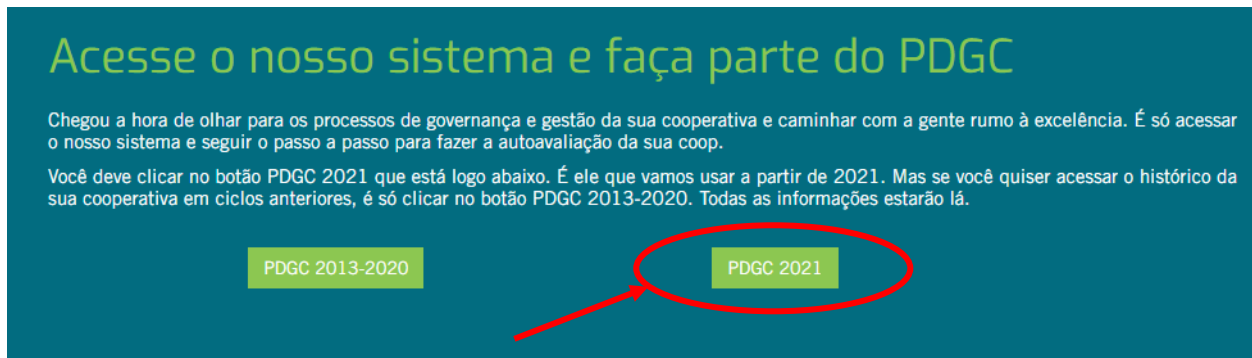 Acesse o nosso sistema e faça parte do PDGC
Chegou a hora de olhar para os processos de governança e gestão da sua cooperativa e caminhar com a gente rumo à excelência. É só acessar
o nosso sistema e seguir o passo a passo para fazer a autoavaliação da sua coop.
Você deve clicar no botão PDGC 2021 que está logo abaixo. É ele que vamos usar a partir de 2021. Mas se você quiser acessar o histórico da
sua cooperativa em ciclos anteriores, é só clicar no botão PDGC 2013-2020. Todas as informações estarão lá.
PDGC 2013-2020
PDGC 2021